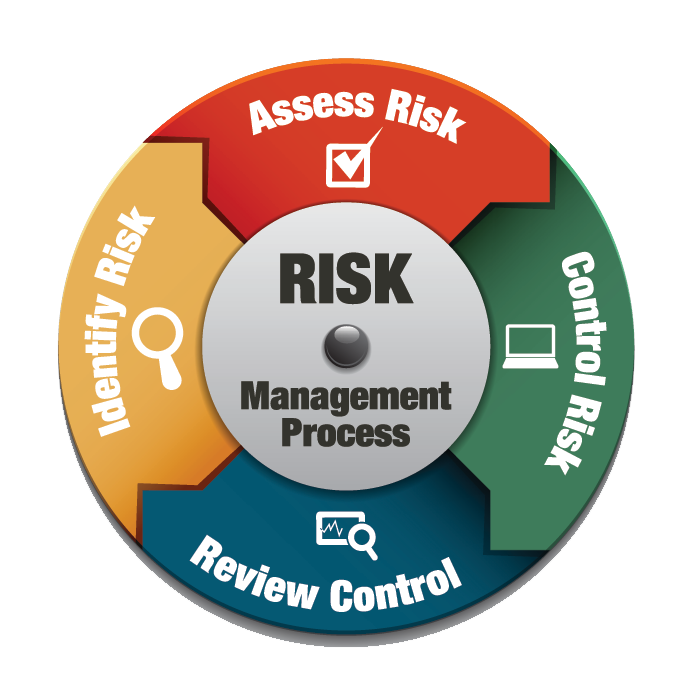 Assess Risk
Identify Risk
RISK
Management
Process
Control Risk
Review Control